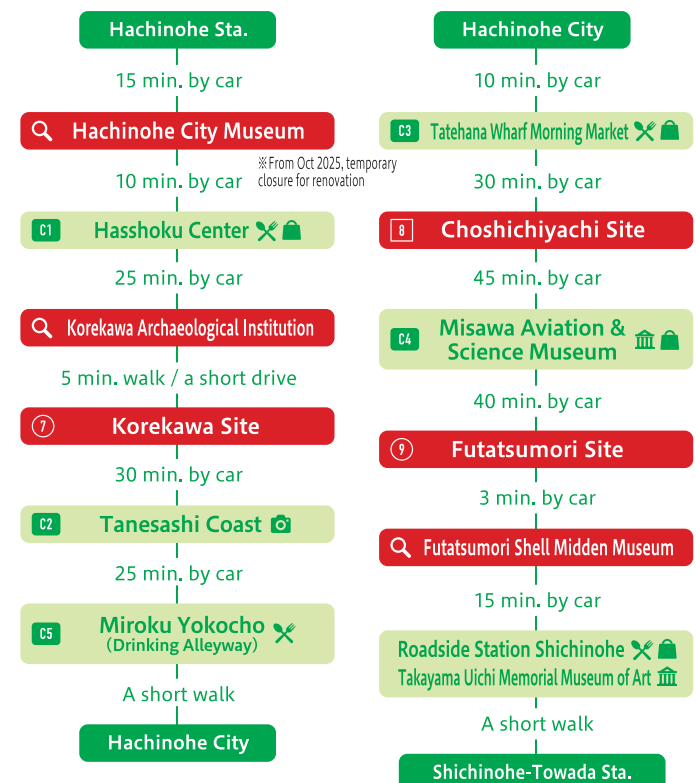 Hachinohe Sta.
15 min. by car
Hachinohe City Museum
※From Oct 2025, temporary
closure for renovation
10 min. by car
C1 Hasshoku Center
25 min. by car
Korekawa Archaeological Institution
5 min. walk / a short drive
7 Korekawa Site
30 min. by car
C2 Tanesashi Coast
25 min. by car
C5 Miroku Yokocho
(Drinking Alleyway)
A short walk
Hachinohe City
Hachinohe City
10 min. by car
C3 Tatehana Wharf Morning Market
30 min. by car
8 Choshichiyachi Site
45 min. by car
C4 Misawa Aviation &
Science Museum
40 min. by car
9 Futatsumori Site
3 min. by car
Futatsumori Shell Midden Museum
15 min. by car
Roadside Station Shichinohe
Takayama Uichi Memorial Museum of Art
A short walk
Shichinohe-Towada Sta.